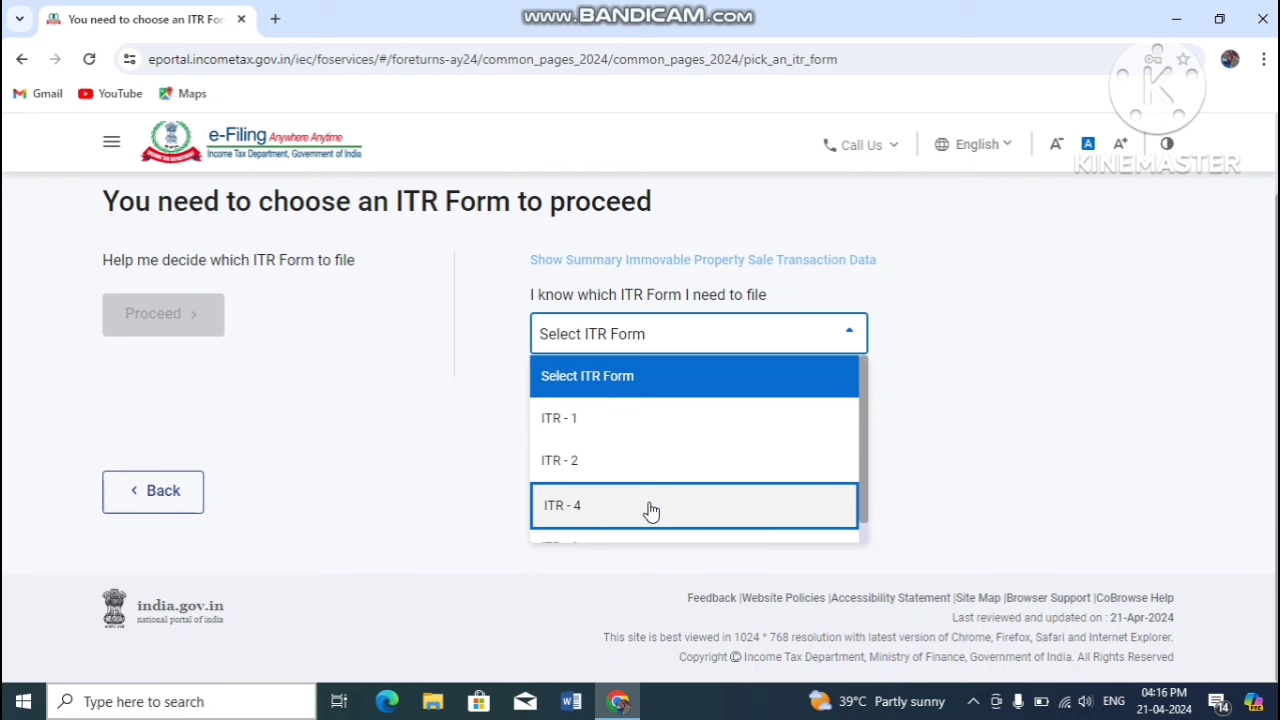 You need to choose an ITR For
www.BANDICAM.com
eportal.incometax.gov.in/iec/foservices/#/foreturns-ay24/common_pages_2024/common_pages_2024/pick_an_itr_form
Gmail YouTube Maps
K
KINEMASTER
e-Filing Anywhere Anytime
Income Tax Department, Government of India
Call Us English A A A
You need to choose an ITR Form to proceed
Help me decide which ITR Form to file
Proceed >
< Back
Show Summary Immovable Property Sale Transaction Data
I know which ITR Form I need to file
Select ITR Form
Select ITR Form
ITR - 1
ITR - 2
ITR - 4
india.gov.in
national portal of india
Feedback |Website Policies |Accessibility Statement |Site Map |Browser Support |CoBrowse Help
Last reviewed and updated on : 21-Apr-2024
This site is best viewed in 1024 * 768 resolution with latest version of Chrome, Firefox, Safari and Internet Explorer.
Copyright © Income Tax Department, Ministry of Finance, Government of India. All Rights Reserved
Type here to search
39°C Partly sunny
ENG
04:16 PM
21-04-2024
14